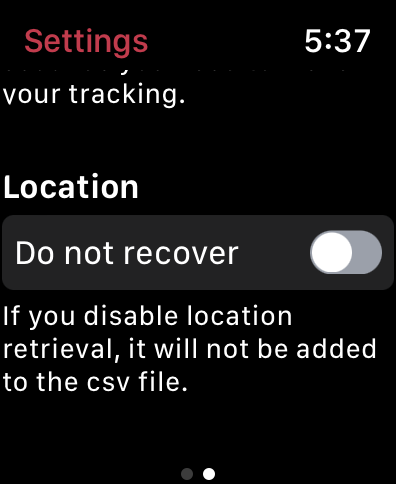 Settings 5:37
your tracking.
Location
Do not recover
If you disable location
retrieval, it will not be added
to the csv file.